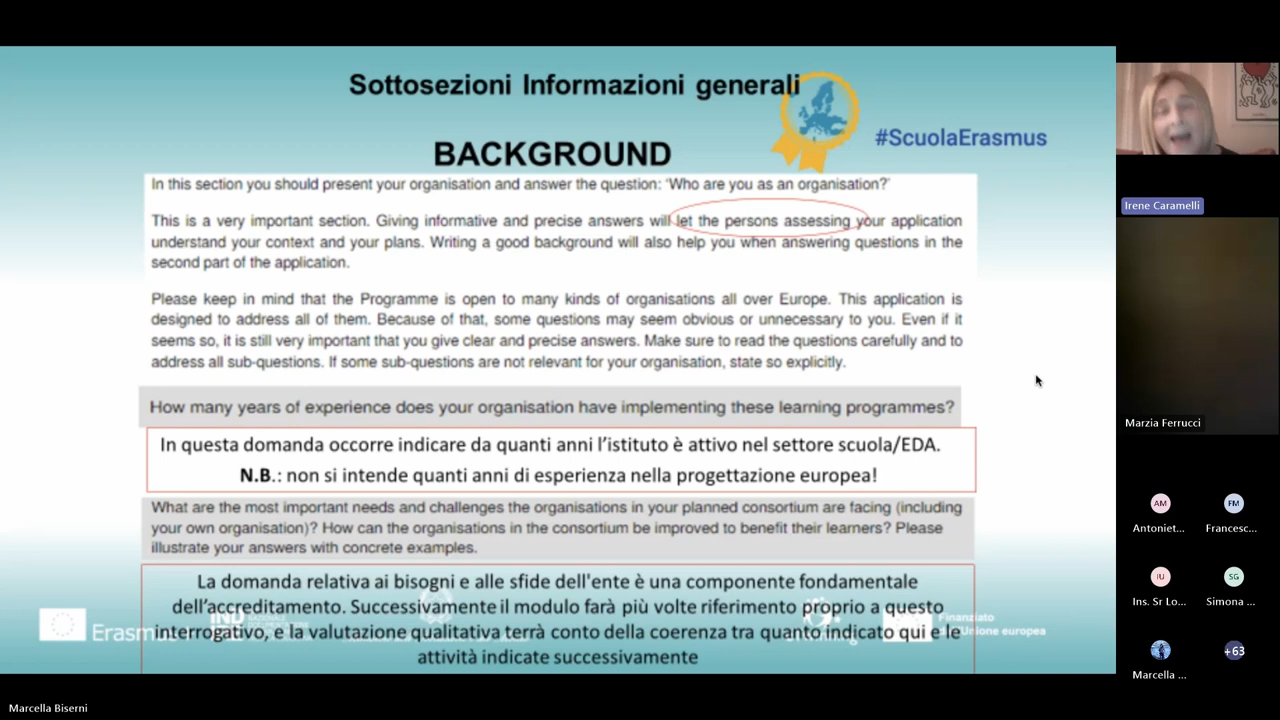 Sottosezioni Informazioni generali
#ScuolaErasmus
BACKGROUND
In this section you should present your organisation and answer the question: 'Who are you as an organisation?'
This is a very important section. Giving informative and precise answers will let the persons assessing your application
understand your context and your plans. Writing a good background will also help you when answering questions in the
second part of the application.
Please keep in mind that the Programme is open to many kinds of organisations all over Europe. This application is
designed to address all of them. Because of that, some questions may seem obvious or unnecessary to you. Even if it
seems so, it is still very important that you give clear and precise answers. Make sure to read the questions carefully and to
address all sub-questions. If some sub-questions are not relevant for your organisation, state so explicitly.
How many years of experience does your organisation have implementing these learning programmes?
In questa domanda occorre indicare da quanti anni l'istituto è attivo nel settore scuola/EDA.
N.B.: non si intende quanti anni di esperienza nella progettazione europea!
What are the most important needs and challenges the organisations in your planned consortium are facing (including
your own organisation)? How can the organisations in the consortium be improved to benefit their learners? Please
illustrate your answers with concrete examples.
La domanda relativa ai bisogni e alle sfide dell'ente è una componente fondamentale
dell'accreditamento. Successivamente il modulo farà più volte riferimento proprio a questo
interrogativo, e la valutazione qualitativa terrà conto della coerenza tra quanto indicato qui e le
attività indicate successivamente
Erasmus
Finanziato
l'Unione europea
Irene Caramelli
Marzia Ferrucci
AM
FM
Antoniet...
Francesc...
IU
SG
Ins. Sr Lo...
Simona ...
+63
Marcella ...
Marcella Biserni